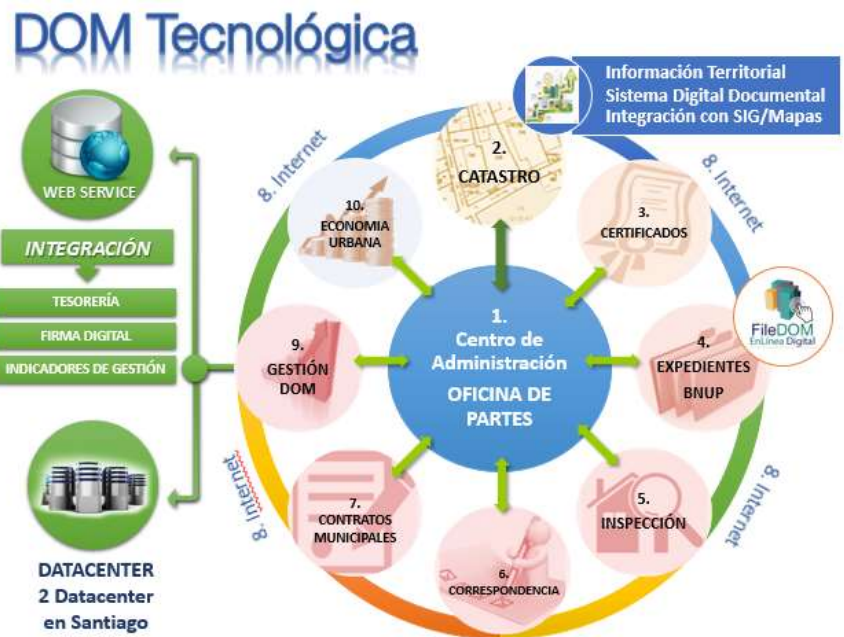 DOM Tecnológica
Información Territorial
Sistema Digital Documental
Integración con SIG/Mapas
WEB SERVICE
INTEGRACIÓN
TESORERÍA
FIRMA DIGITAL
INDICADORES DE GESTIÓN
DATACENTER
2 Datacenter
en Santiago
1.
Centro de
Administración
OFICINA DE
PARTES
2.
CATASTRO
3.
CERTIFICADOS
4.
EXPEDIENTES
BNUP
FileDOM
EnLínea Digital
5.
INSPECCIÓN
6.
CORRESPONDENCIA
7.
CONTRATOS
MUNICIPALES
8. Internet
8. Internet
8. Internet
8. Internet
9.
GESTIÓN
DOM
10.
ECONOMIA
URBANA